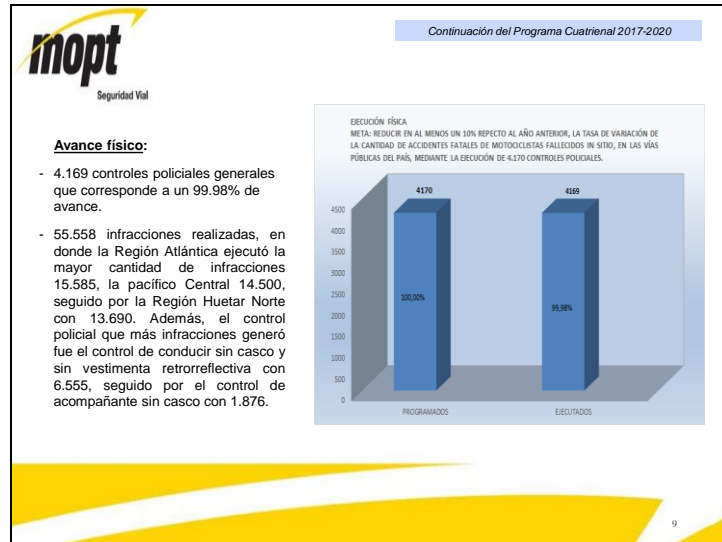 mopt
Seguridad Vial
Continuación del Programa Cuatrienal 2017-2020
Avance físico:
- 4.169 controles policiales generales
que corresponde a un 99.98% de
avance.
- 55.558 infracciones realizadas, en
donde la Región Atlántica ejecutó la
mayor cantidad de infracciones
15.585, la pacífico Central 14.500,
seguido por la Región Huetar Norte
con 13.690. Además, el control
policial que más infracciones generó
fue el control de conducir sin casco y
sin vestimenta retrorreflectiva con
6.555, seguido por el control de
acompañante sin casco con 1.876.
EJECUCIÓN FÍSICA
META: REDUCIR EN AL MENOS UN 10% REPECTO AL AÑO ANTERIOR, LA TASA DE VARIACIÓN DE
LA CANTIDAD DE ACCIDENTES FATALES DE MOTOCICLISTAS FALLECIDOS IN SITIO, EN LAS VÍAS
PÚBLICAS DEL PAÍS, MEDIANTE LA EJECUCIÓN DE 4.170 CONTROLES POLICIALES.
4170
4169
4500
4000
3500
3000
2500
2000
1500
1000
500
0
100,00%
99,98%
PROGRAMADOS
EJECUTADOS
9